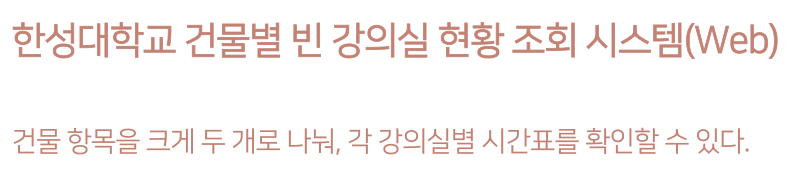 한성대학교 건물별 빈 강의실 현황 조회 시스템(Web)
건물 항목을 크게 두 개로 나눠, 각 강의실별 시간표를 확인할 수 있다.